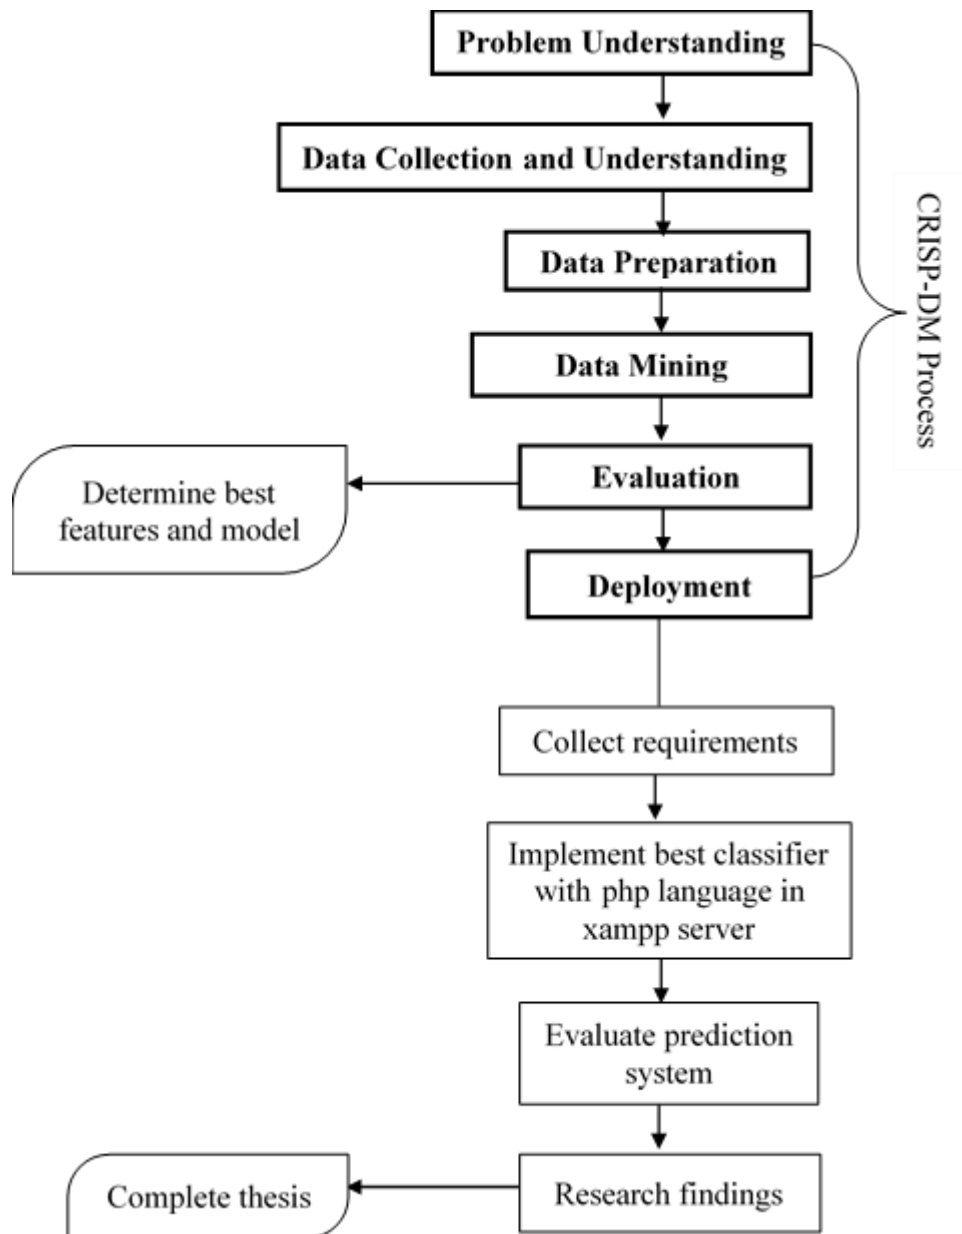 Problem Understanding
Data Collection and Understanding
CRISP-DM Process
Data Preparation
Data Mining
Evaluation
Determine best
features and model
Deployment
Collect requirements
Implement best classifier
with php language in
xampp server
Evaluate prediction
system
Research findings
Complete thesis